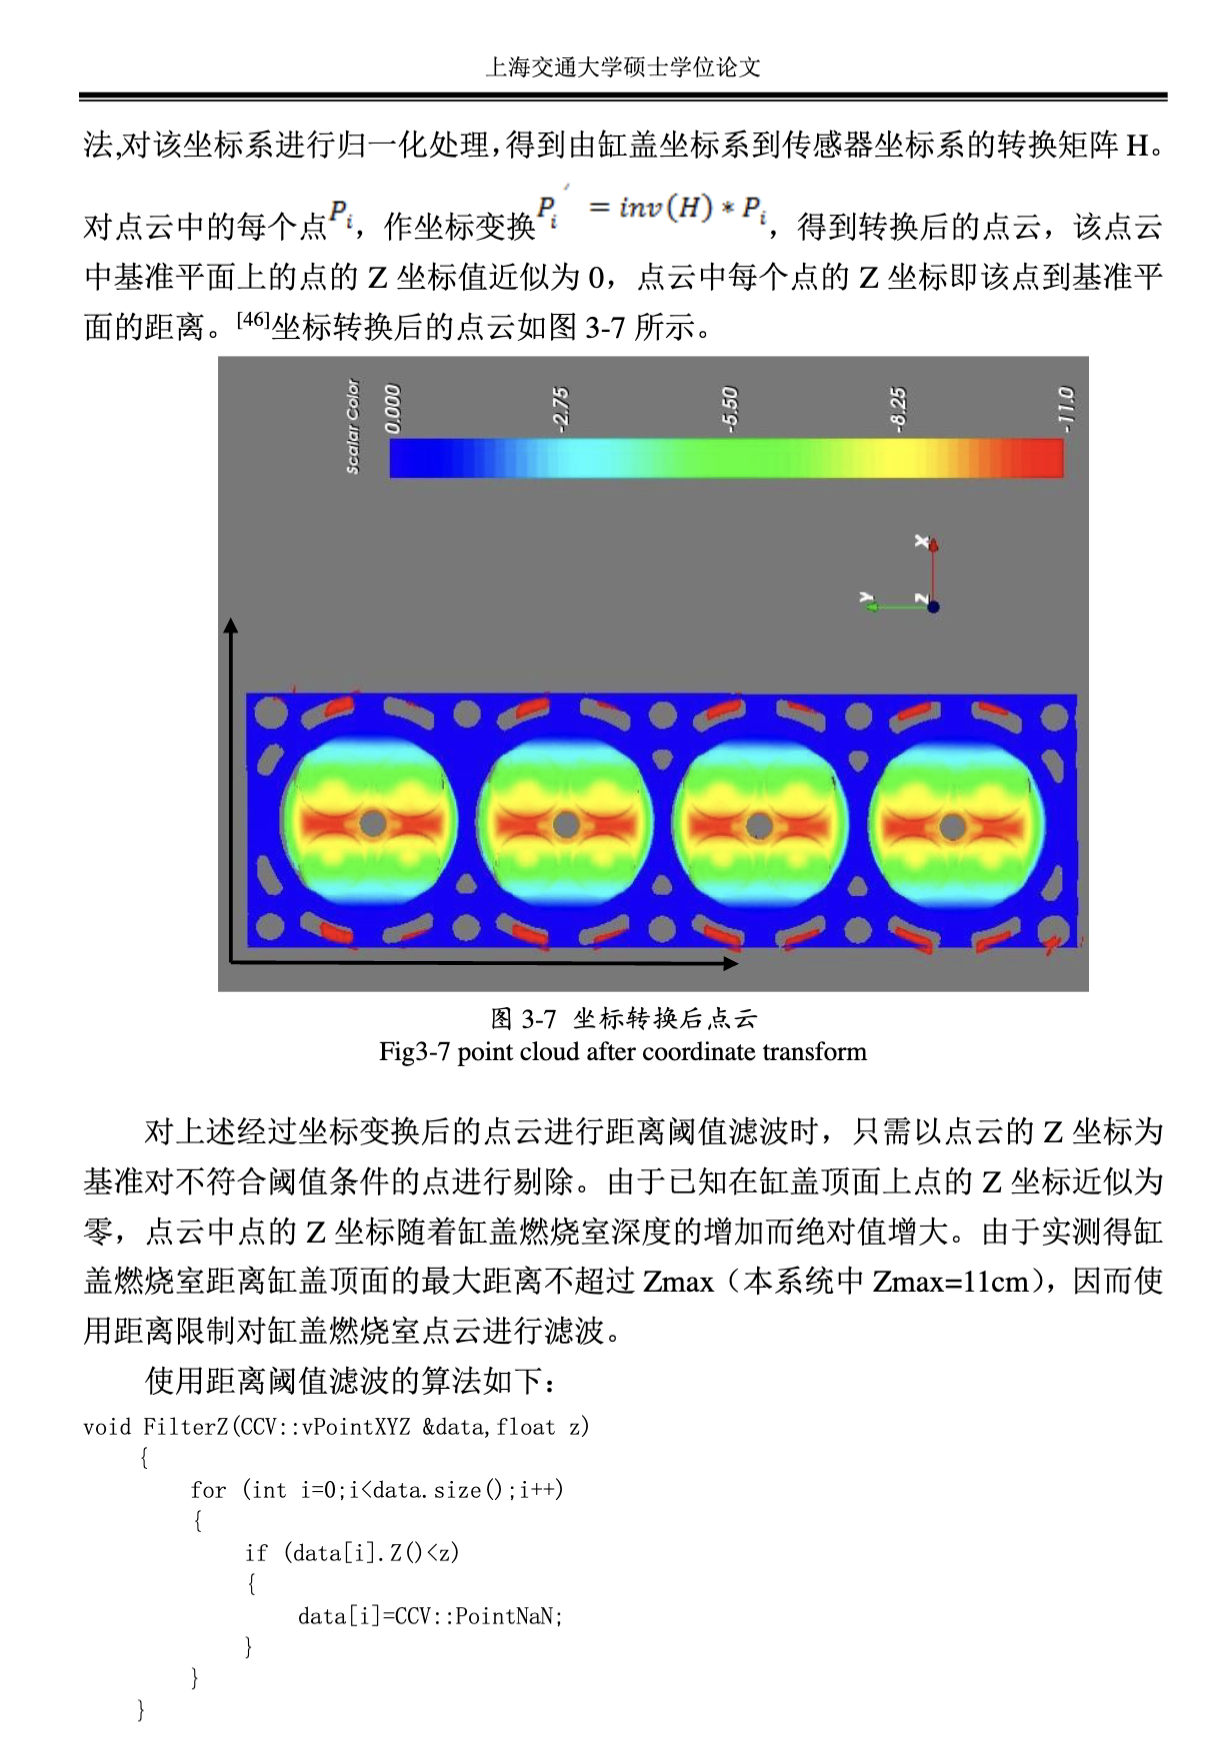 上海交通大学硕士学位论文
法,对该坐标系进行归一化处理,得到由缸盖坐标系到传感器坐标系的转换矩阵 H。
对点云中的每个点Pi，作坐标变换Pi′ = inv(H) * Pi，得到转换后的点云，该点云
中基准平面上的点的 Z 坐标值近似为 0，点云中每个点的 Z 坐标即该点到基准平
面的距离。[46]坐标转换后的点云如图 3-7 所示。
Scalar Color
0.000
-2.75
-5.50
-8.25
-11.0
X
Y
Z
图 3-7 坐标转换后点云
Fig3-7 point cloud after coordinate transform
对上述经过坐标变换后的点云进行距离阈值滤波时，只需以点云的 Z 坐标为
基准对不符合阈值条件的点进行剔除。由于已知在缸盖顶面上点的 Z 坐标近似为
零，点云中点的 Z 坐标随着缸盖燃烧室深度的增加而绝对值增大。由于实测得缸
盖燃烧室距离缸盖顶面的最大距离不超过 Zmax（本系统中 Zmax=11cm），因而使
用距离限制对缸盖燃烧室点云进行滤波。
使用距离阈值滤波的算法如下：
void FilterZ(CCV::vPointXYZ &data,float z)
{
for (int i=0;i<data.size();i++)
{
if (data[i].Z()<z)
{
data[i]=CCV::PointNaN;
}
}
}